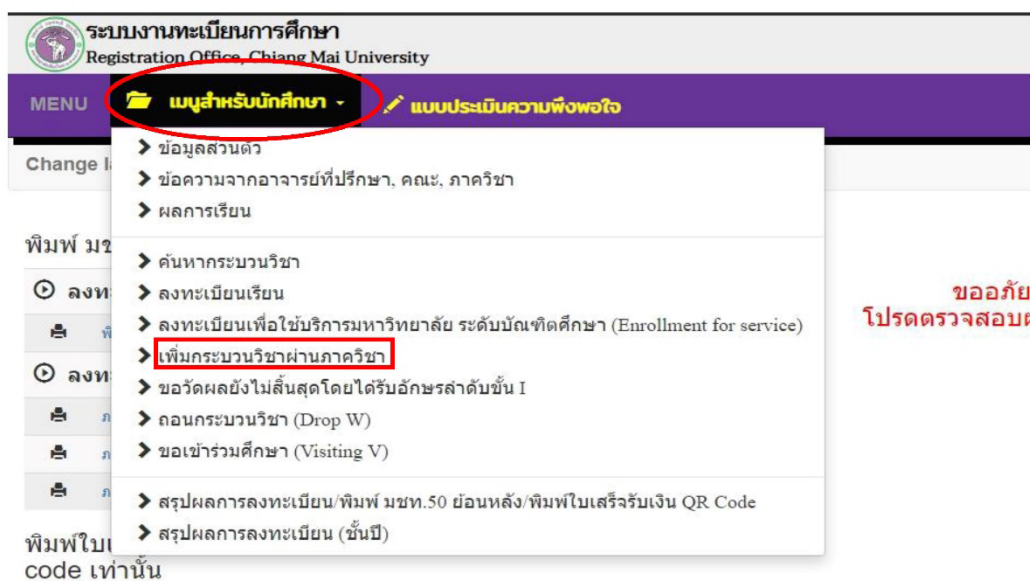 ระบบงานทะเบียนการศึกษา
Registration Office, Chiang Mai University
MENU เมนูสำหรับนักศึกษา แบบประเมินความพึงพอใจ
Change
ข้อมูลส่วนตัว
ข้อความจากอาจารย์ที่ปรึกษา, คณะ, ภาควิชา
ผลการเรียน
พิมพ์
ค้นหากระบวนวิชา
ลงทะเบียนเรียน
ลงทะเบียนเพื่อใช้บริการมหาวิทยาลัย ระดับบัณฑิตศึกษา (Enrollment for service)
เพิ่มกระบวนวิชาผ่านภาควิชา
ขอวัดผลยังไม่สิ้นสุดโดยได้รับอักษรลำดับขั้น I
ถอนกระบวนวิชา (Drop W)
ขอเข้าร่วมศึกษา (Visiting V)
สรุปผลการลงทะเบียน/พิมพ์ มชท.50 ย้อนหลัง/พิมพ์ใบเสร็จรับเงิน QR Code
สรุปผลการลงทะเบียน (ชั้นปี)
ขออภัย
โปรดตรวจสอบ
code เท่านั้น